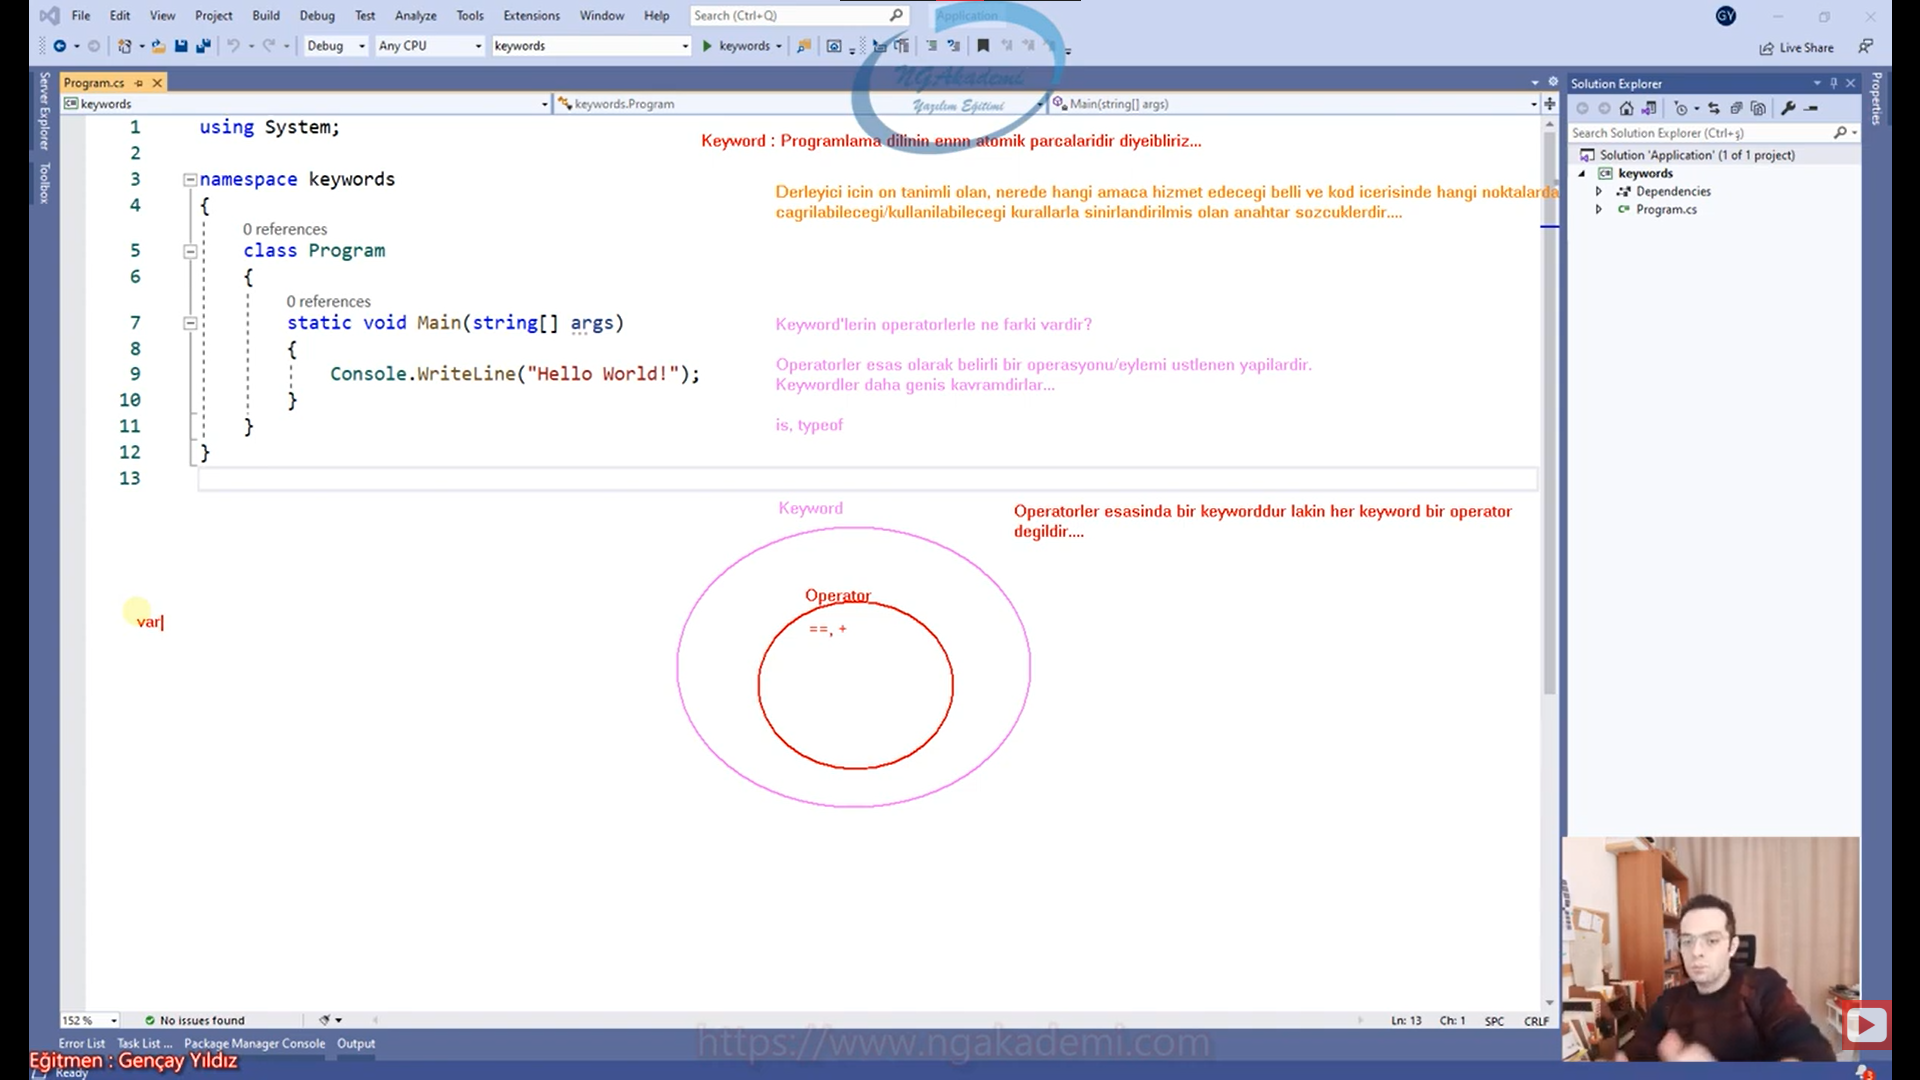 File Edit View Project Build Debug Test Analyze Tools Extensions Window Help Search (Ctrl+Q) Application GY
Debug Any CPU keywords keywords Live Share
NGAkademi
Yazılım Eğitimi
Server Explorer
Toolbox
Program.cs
keywords keywords.Program Main(string[] args)
1 using System;
2
3 namespace keywords
4 {
0 references
5 class Program
6 {
0 references
7 static void Main(string[] args)
8 {
9 Console.WriteLine("Hello World!");
10 }
11 }
12 }
13
Keyword : Programlama dilinin ennn atomik parcalaridir diyeibliriz...
Derleyici icin on tanimli olan, nerede hangi amaca hizmet edecegi belli ve kod icerisinde hangi noktalarda
cagrilabilecegi/kullanilabilecegi kurallarla sinirlandirilmis olan anahtar sozcuklerdir....
Keyword'lerin operatorlerle ne farki vardir?
Operatorler esas olarak belirli bir operasyonu/eylemi ustlenen yapilardir.
Keywordler daha genis kavramdirlar...
is, typeof
Keyword
Operatorler esasinda bir keyworddur lakin her keyword bir operator
degildir....
Operator
==, +
var
Solution Explorer
Search Solution Explorer (Ctrl+ş)
Solution 'Application' (1 of 1 project)
keywords
Dependencies
Program.cs
Properties
152 % No issues found Ln: 13 Ch: 1 SPC CRLF
Error List Task List ... Package Manager Console Output
https://www.ngakademi.com
Eğitmen : Gençay Yıldız
Ready
3